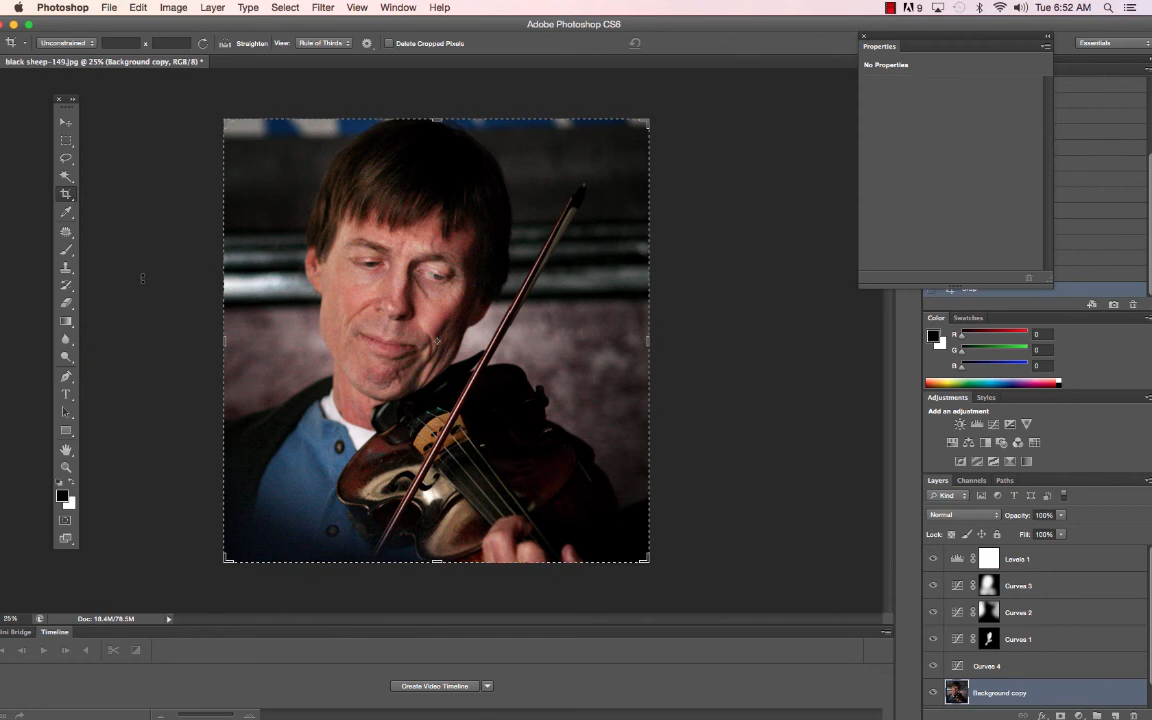 Photoshop File Edit Image Layer Type Select Filter View Window Help 9 Tue 6:52 AM
Adobe Photoshop CS6
Unconstrained x Straighten View: Rule of Thirds Delete Cropped Pixels Essentials
black sheep-149.jpg @ 25% (Background copy, RGB/8) *
Properties
No Properties
Color Swatches
R 0
G 0
B 0
Adjustments Styles
Add an adjustment
Layers Channels Paths
Kind
Normal Opacity: 100%
Lock: Fill: 100%
Levels 1
Curves 3
Curves 2
Curves 1
Curves 4
Background copy
25% Doc: 18.4M/78.5M
ini Bridge Timeline
Create Video Timeline